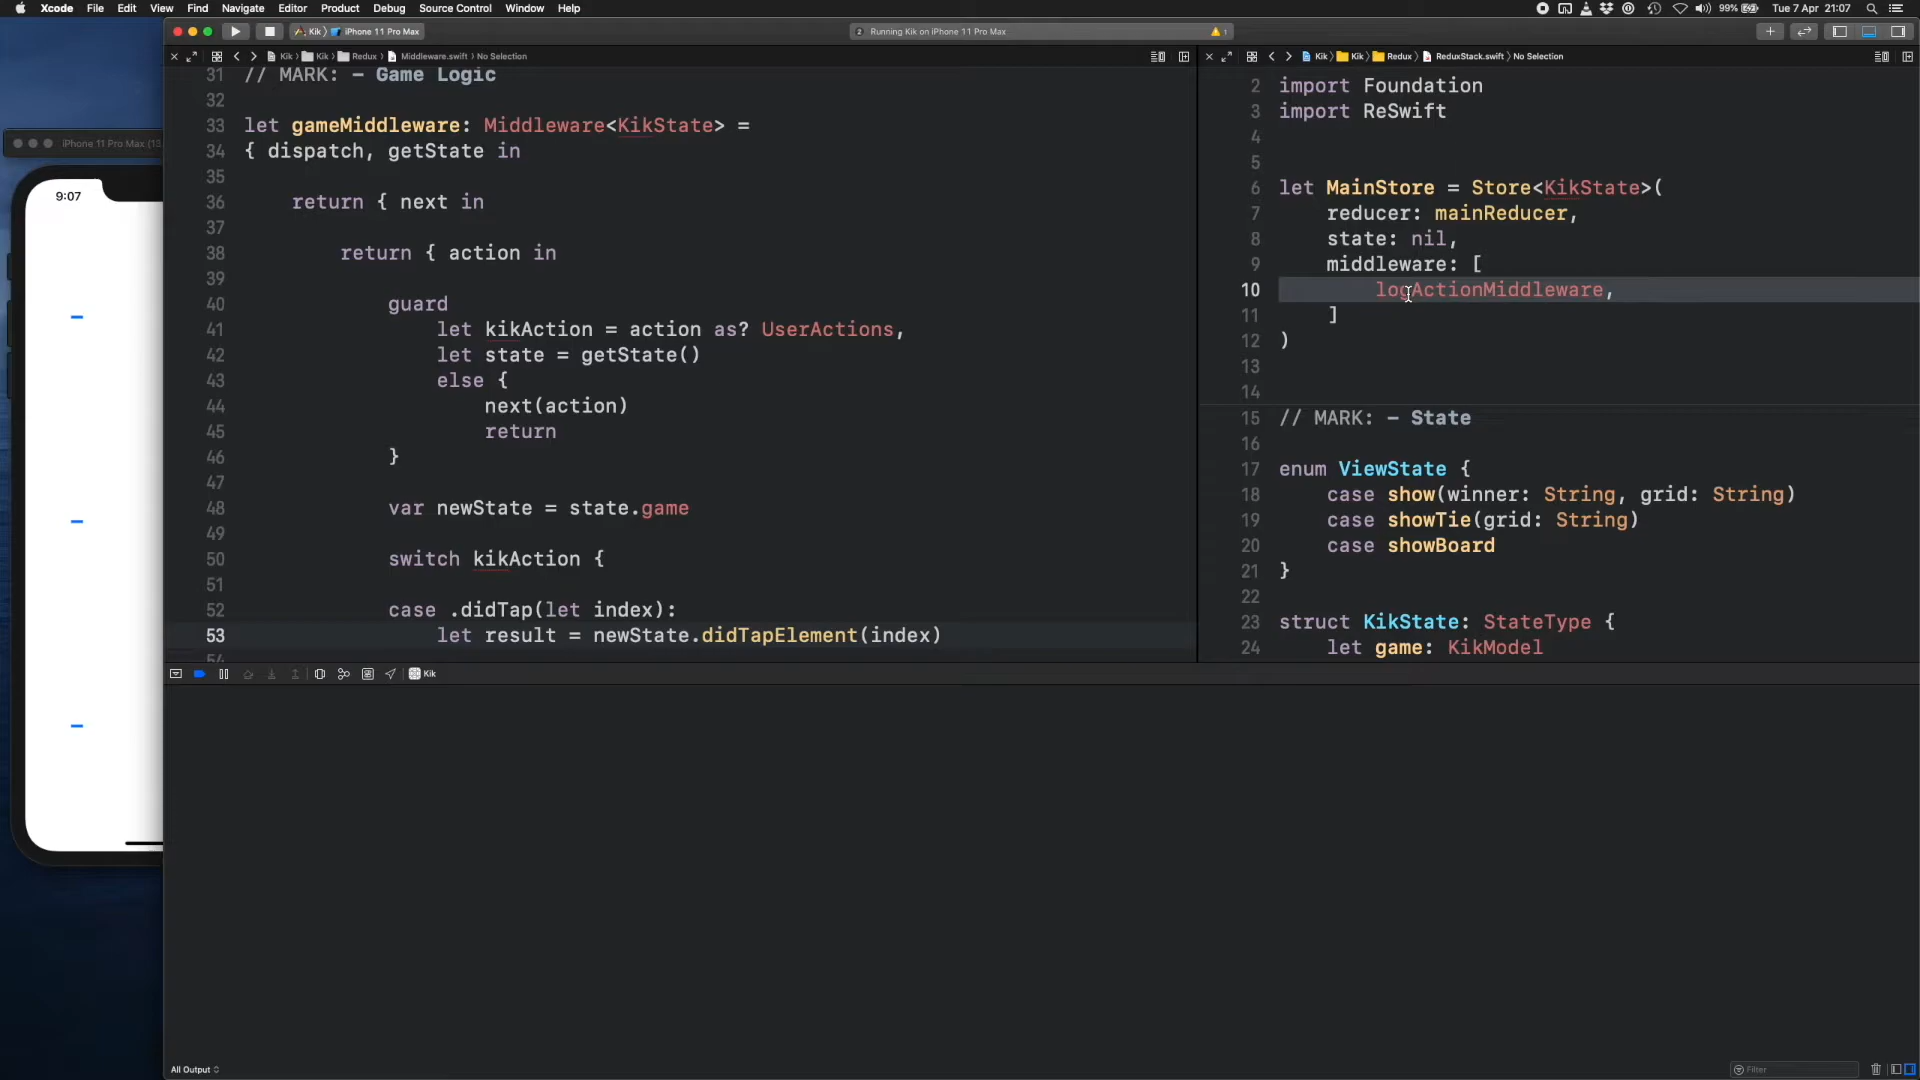 Xcode File Edit View Find Navigate Editor Product Debug Source Control Window Help
99% Tue 7 Apr 21:07
Kik iPhone 11 Pro Max
Running Kik on iPhone 11 Pro Max
1
Kik Kik Redux Middleware.swift No Selection
Kik Kik Redux ReduxStack.swift No Selection
iPhone 11 Pro Max (13.
9:07
31 // MARK: - Game Logic
32
33 let gameMiddleware: Middleware<KikState> =
34 { dispatch, getState in
35
36 return { next in
37
38 return { action in
39
40 guard
41 let kikAction = action as? UserActions,
42 let state = getState()
43 else {
44 next(action)
45 return
46 }
47
48 var newState = state.game
49
50 switch kikAction {
51
52 case .didTap(let index):
53 let result = newState.didTapElement(index)
54
2 import Foundation
3 import ReSwift
4
5
6 let MainStore = Store<KikState>(
7 reducer: mainReducer,
8 state: nil,
9 middleware: [
10 logActionMiddleware,
11 ]
12 )
13
14
15 // MARK: - State
16
17 enum ViewState {
18 case show(winner: String, grid: String)
19 case showTie(grid: String)
20 case showBoard
21 }
22
23 struct KikState: StateType {
24 let game: KikModel
Kik
All Output
Filter